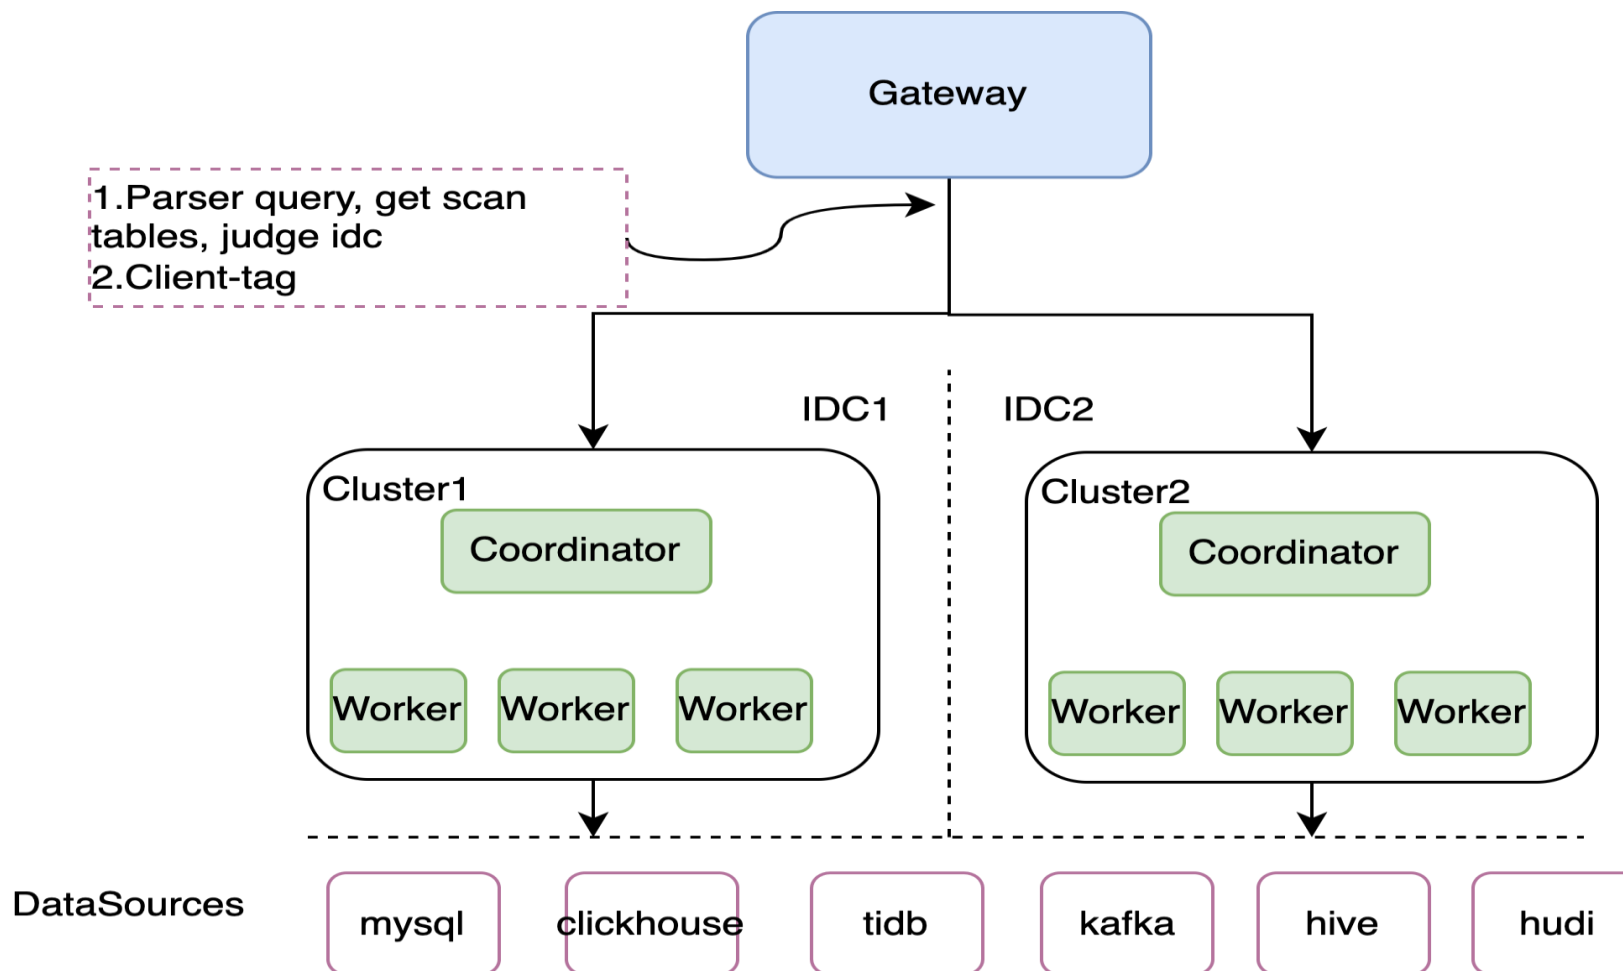 Gateway
1.Parser query, get scan
tables, judge idc
2.Client-tag
IDC1
IDC2
Cluster1
Coordinator
Worker
Worker
Worker
Cluster2
Coordinator
Worker
Worker
Worker
DataSources
mysql
clickhouse
tidb
kafka
hive
hudi